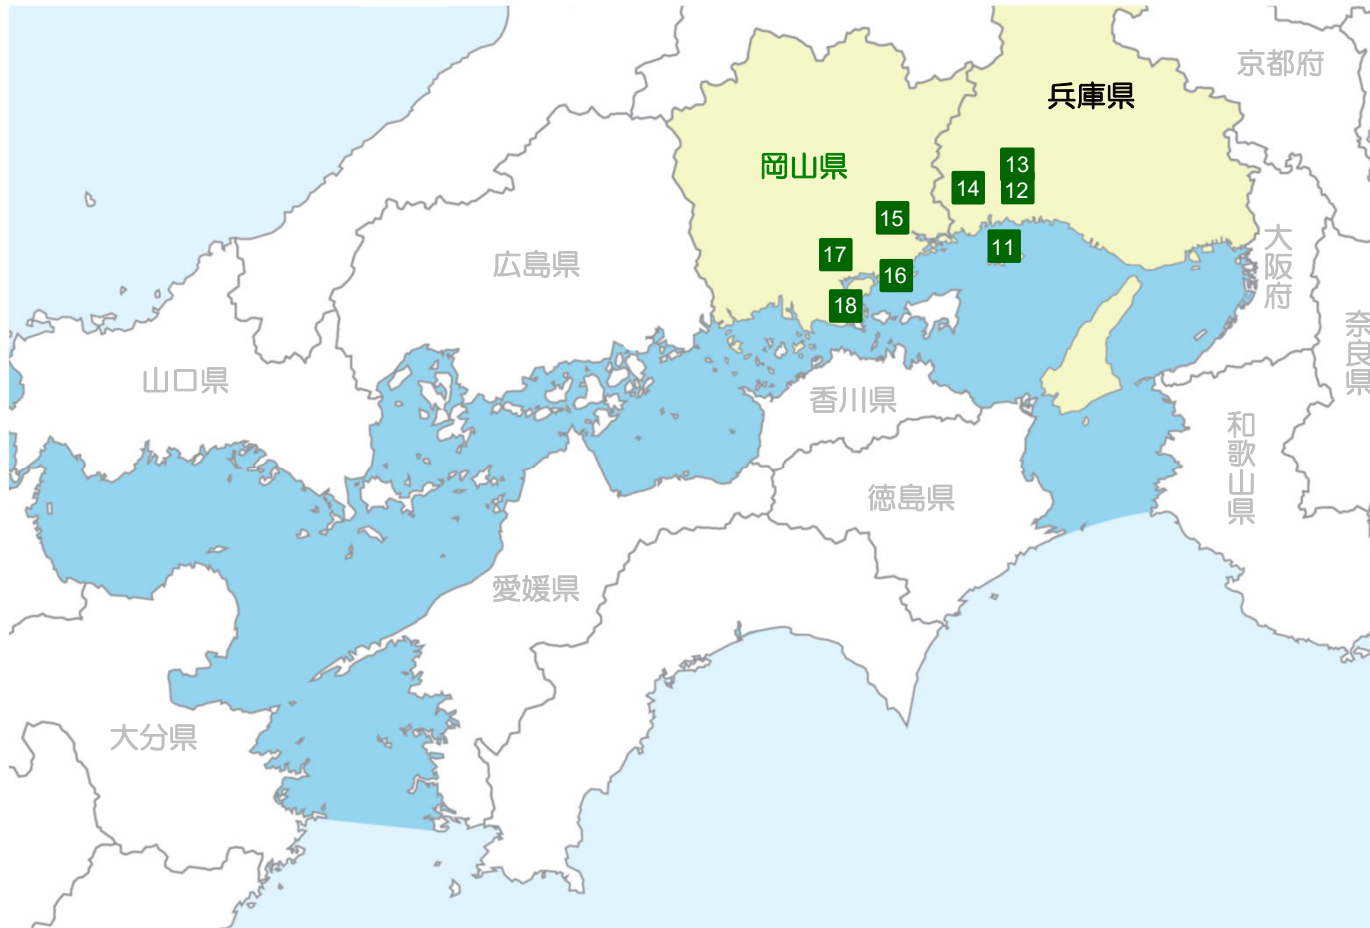 京都府
兵庫県
岡山県
13
14
12
15
大阪府
11
17
広島県
16
18
奈良県
山口県
香川県
和歌山県
徳島県
愛媛県
大分県